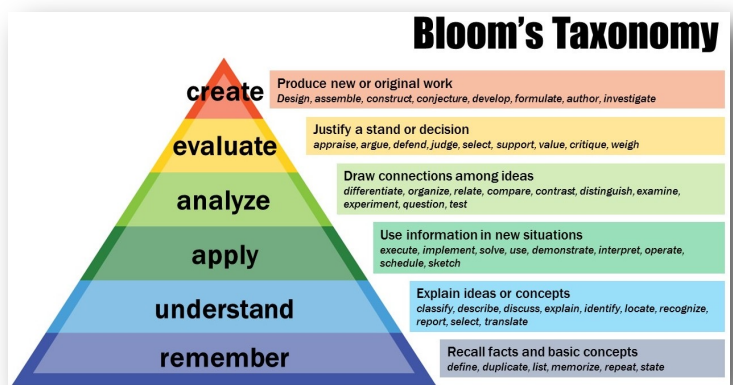 Bloom's Taxonomy
create
Produce new or original work
Design, assemble, construct, conjecture, develop, formulate, author, investigate
evaluate
Justify a stand or decision
appraise, argue, defend, judge, select, support, value, critique, weigh
analyze
Draw connections among ideas
differentiate, organize, relate, compare, contrast, distinguish, examine,
experiment, question, test
apply
Use information in new situations
execute, implement, solve, use, demonstrate, interpret, operate,
schedule, sketch
understand
Explain ideas or concepts
classify, describe, discuss, explain, identify, locate, recognize,
report, select, translate
remember
Recall facts and basic concepts
define, duplicate, list, memorize, repeat, state